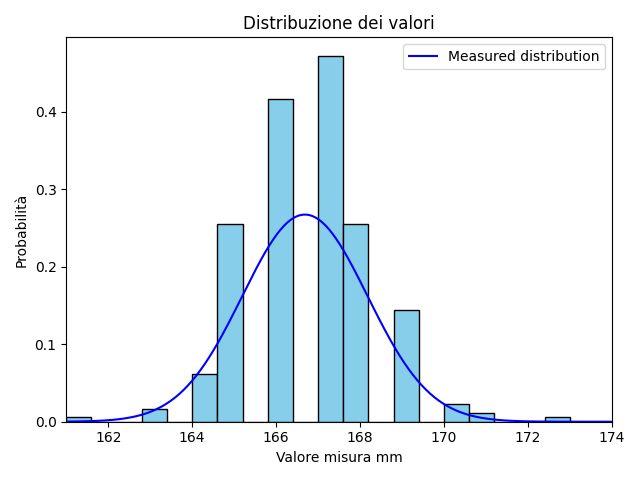 Distribuzione dei valori
Measured distribution
Probabilità
0.4
0.3
0.2
0.1
0.0
162 164 166 168 170 172 174
Valore misura mm